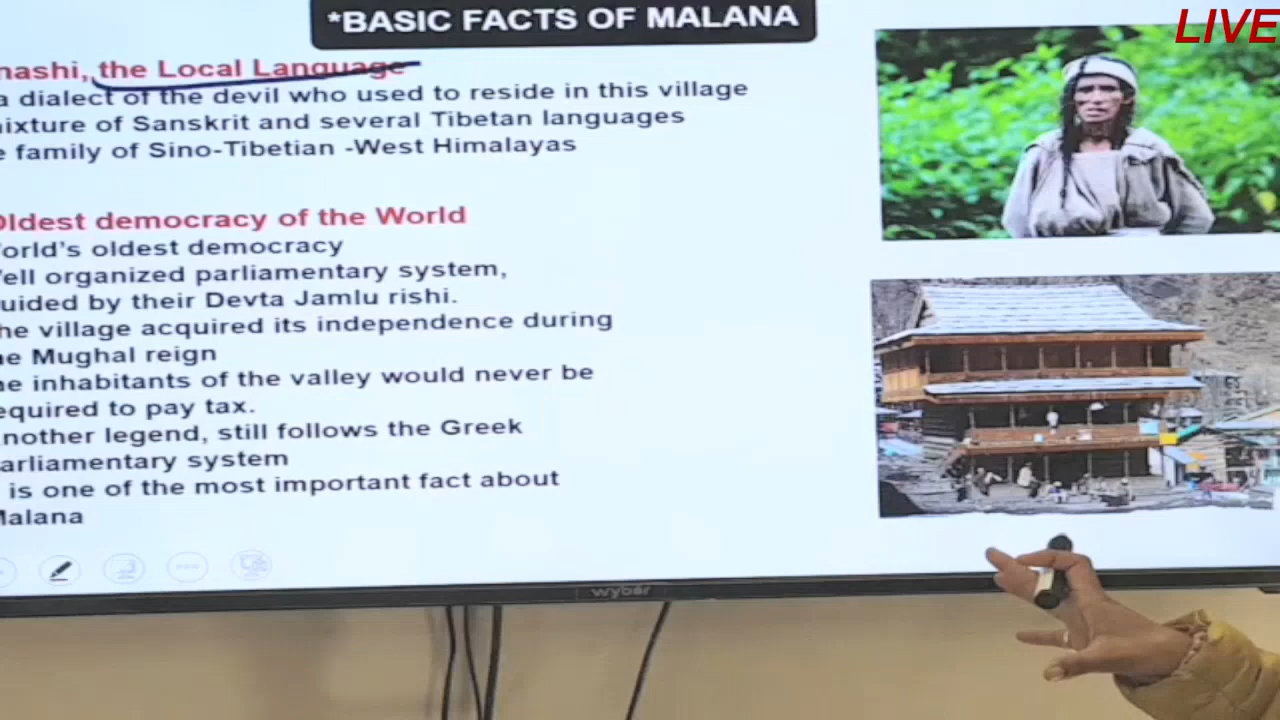 *BASIC FACTS OF MALANA
LIVE
nashi, the Local Language
a dialect of the devil who used to reside in this village
ixture of Sanskrit and several Tibetan languages
e family of Sino-Tibetian -West Himalayas
Oldest democracy of the World
orld's oldest democracy
ell organized parliamentary system,
uided by their Devta Jamlu rishi.
he village acquired its independence during
he Mughal reign
he inhabitants of the valley would never be
equired to pay tax.
nother legend, still follows the Greek
arliamentary system
is one of the most important fact about
Malana
wyber